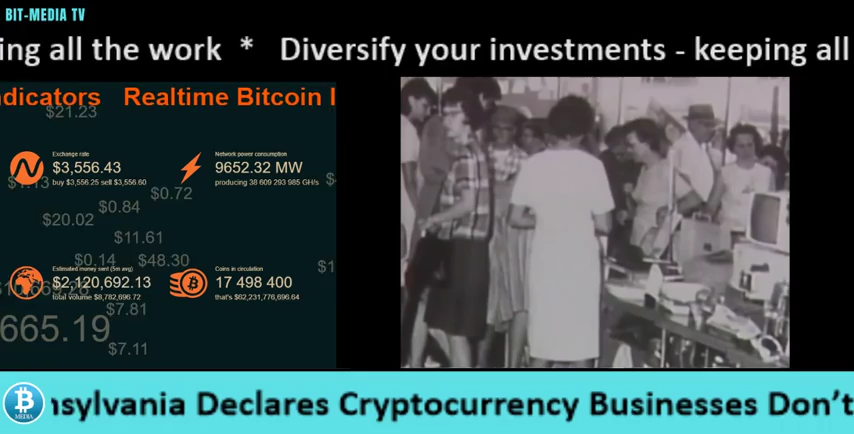 BIT-MEDIA TV
ing all the work * Diversify your investments - keeping all
dicators Realtime Bitcoin I
$21.23
Exchange rate
$3,556.43
buy $3,556.25 sell $3,556.60
Network power consumption
9652.32 MW
producing 38 609 293 985 GH/s
$0.72
$0.84
$20.02
$11.61
$0.14
$48.30
Estimated money sent (5m avg)
$2,120,692.13
total volume $8,782,696.72
Coins in circulation
17 498 400
that's $62,231,776,696.64
$1
$7.81
665.19
$7.11
MEDIA
nsylvania Declares Cryptocurrency Businesses Don't